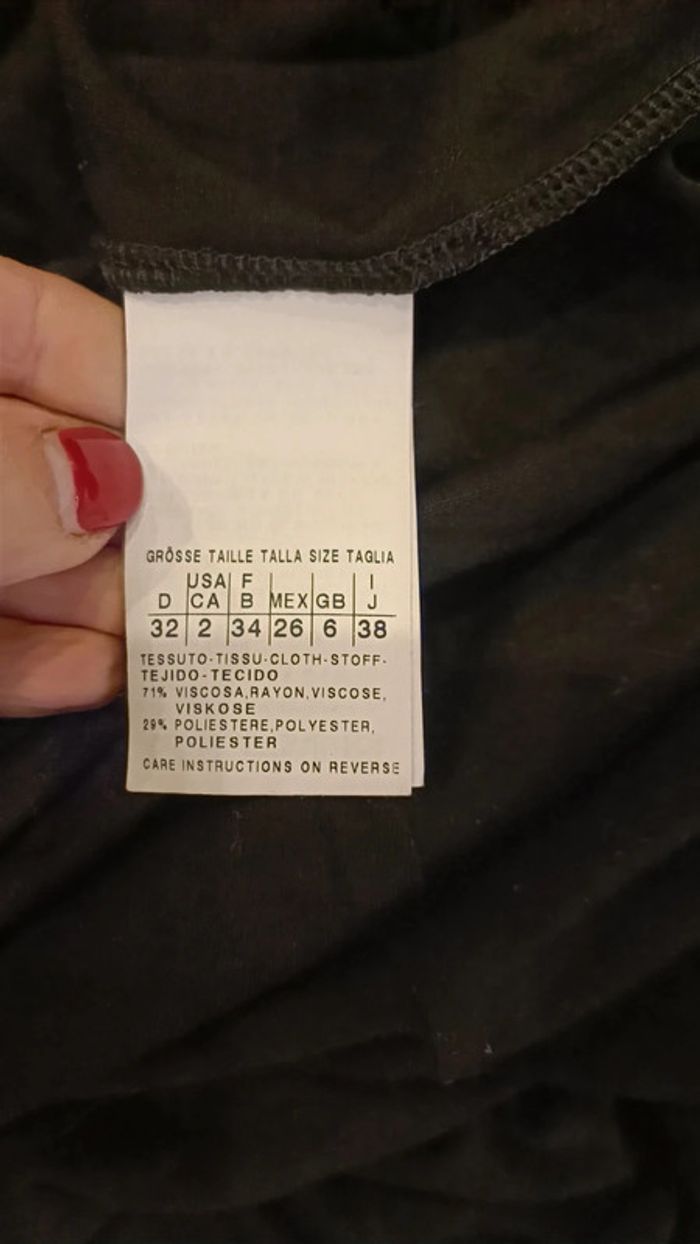 GRÖSSE TAILLE TALLA SIZE TAGLIA
USA F I
D CA B MEX GB J
32 2 34 26 6 38
TESSUTO-TISSU-CLOTH-STOFF-
TEJIDO-TECIDO
71% VISCOSA,RAYON,VISCOSE,
VISKOSE
29% POLIESTERE,POLYESTER,
POLIESTER
CARE INSTRUCTIONS ON REVERSE